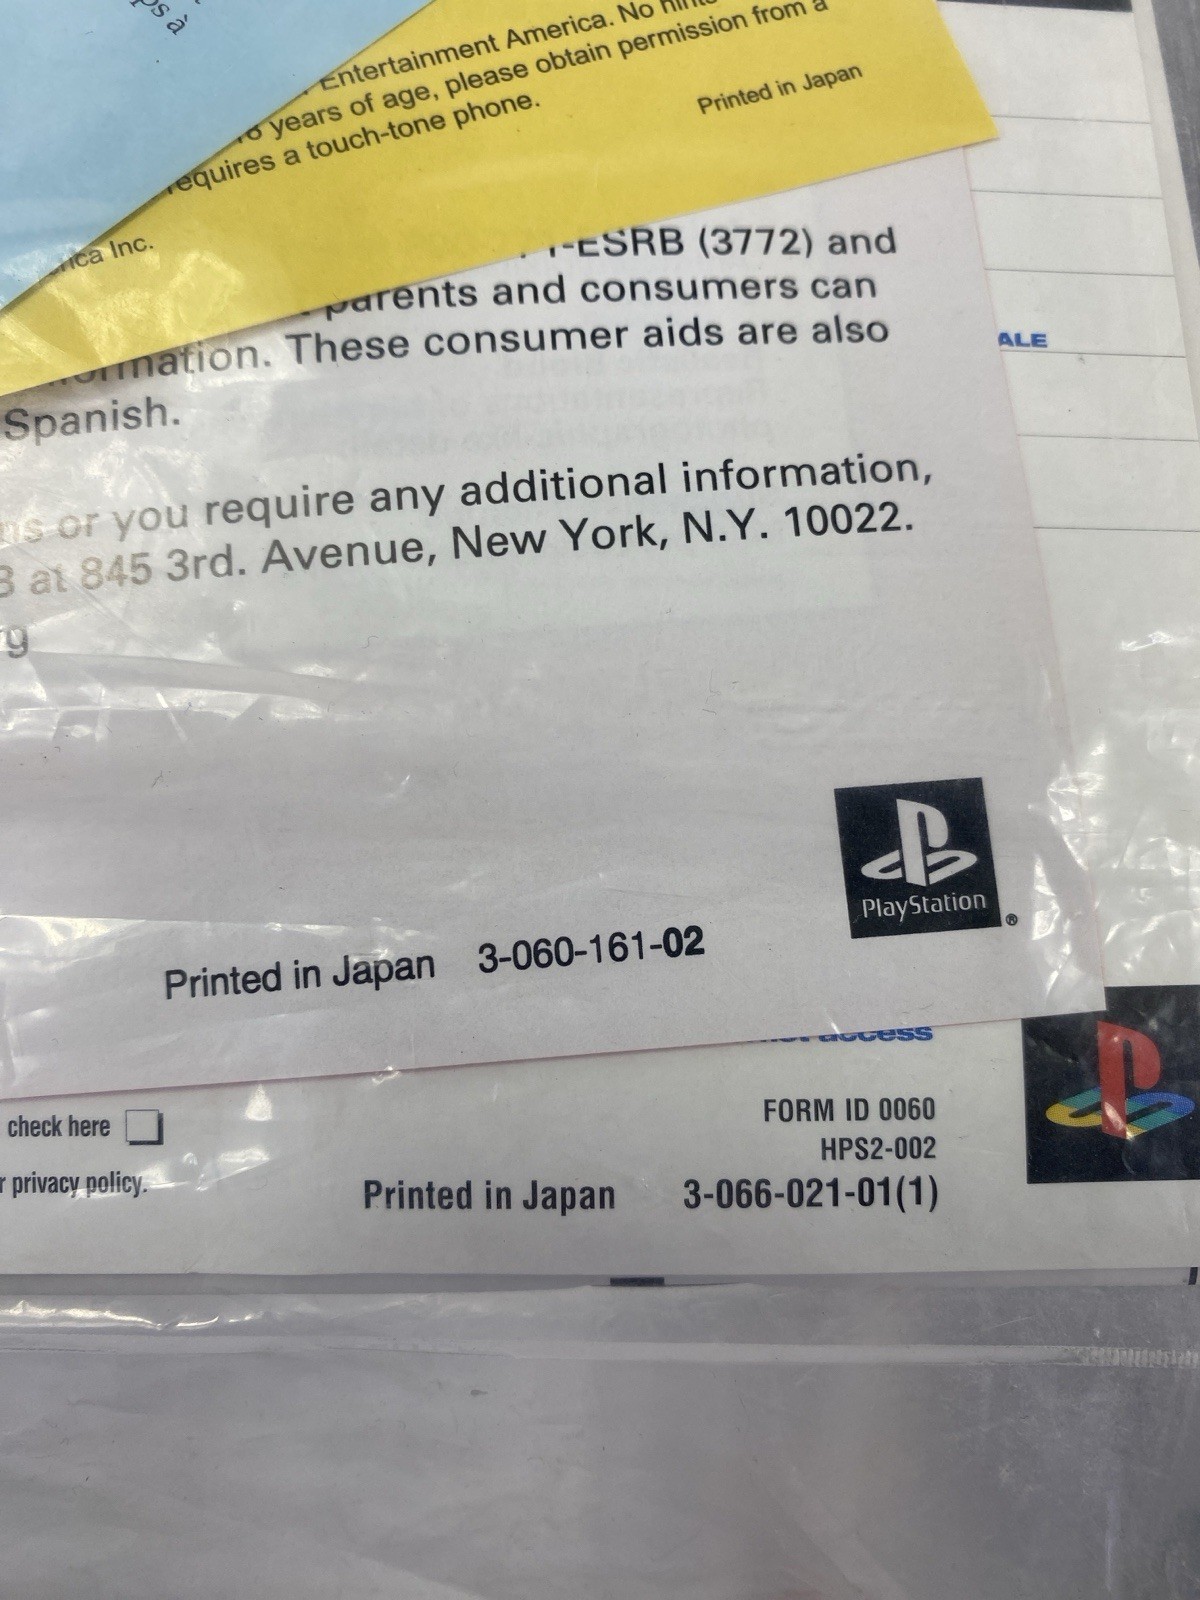 Entertainment America. No
years of age, please obtain permission from a
requires a touch-tone phone.
Printed in Japan
Inc.
-ESRB (3772) and
parents and consumers can
These consumer aids are also
Spanish.
ALE
or you require any additional information,
at 845 3rd. Avenue, New York, N.Y. 10022.
PlayStation
®
Printed in Japan 3-060-161-02
access
check here
FORM ID 0060
HPS2-002
privacy policy.
Printed in Japan 3-066-021-01(1)